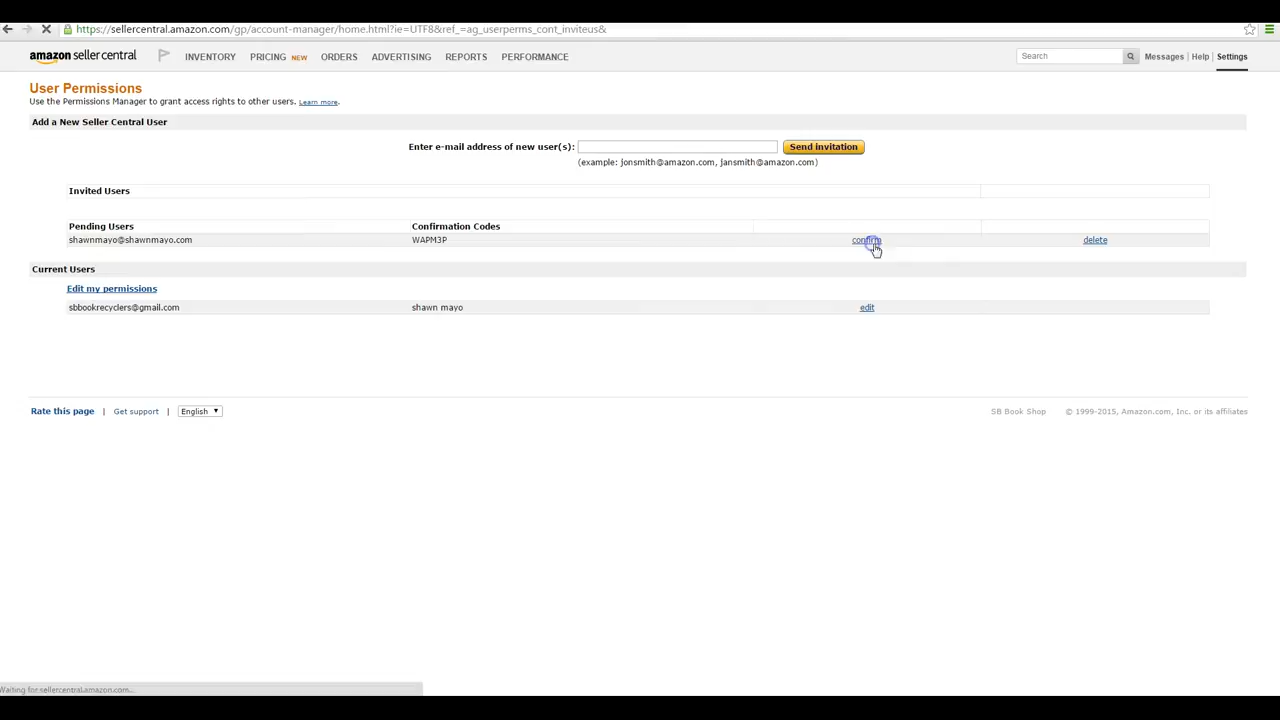 https://sellercentral.amazon.com/gp/account-manager/home.html?ie=UTF8&ref_=ag_userperms_cont_inviteus&
amazon seller central INVENTORY PRICING NEW ORDERS ADVERTISING REPORTS PERFORMANCE Search Messages | Help | Settings
User Permissions
Use the Permissions Manager to grant access rights to other users. Learn more.
Add a New Seller Central User
Enter e-mail address of new user(s): Send invitation
(example: jonsmith@amazon.com, jansmith@amazon.com)
Invited Users
Pending Users Confirmation Codes
shawnmayo@shawnmayo.com WAPM3P confirm delete
Current Users
Edit my permissions
sbbookrecyclers@gmail.com shawn mayo edit
Rate this page | Get support | English SB Book Shop © 1999-2015, Amazon.com, Inc. or its affiliates
Waiting for sellercentral.amazon.com...